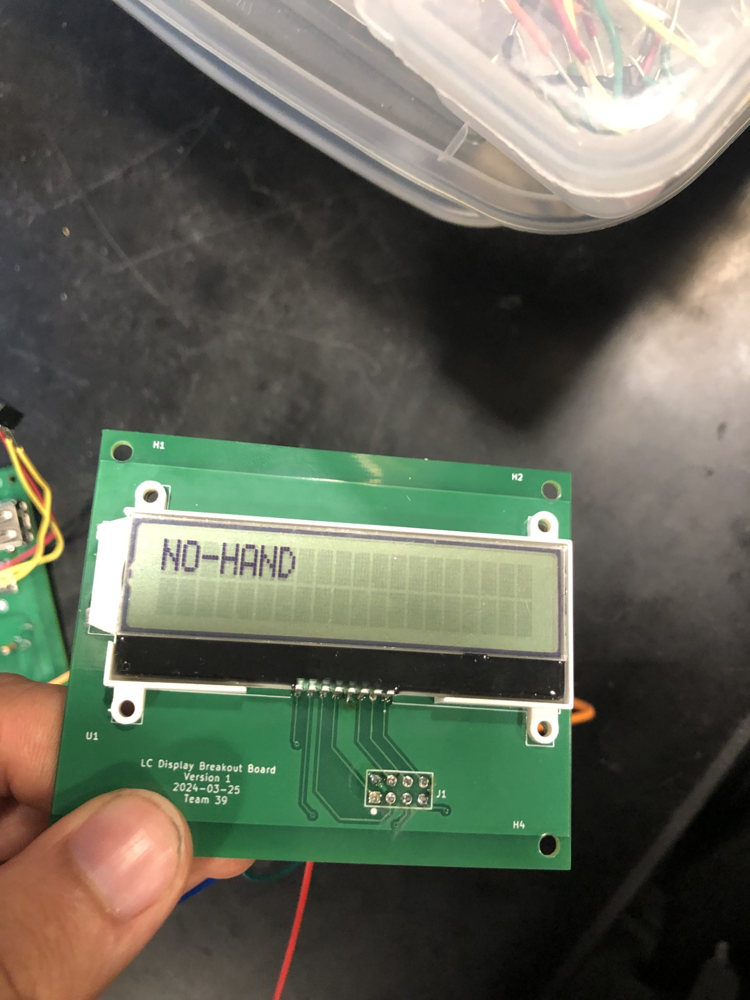 H1
H2
NO-HAND
U1
LC Display Breakout Board
Version 1
2024-03-25
Team 39
J1
H4